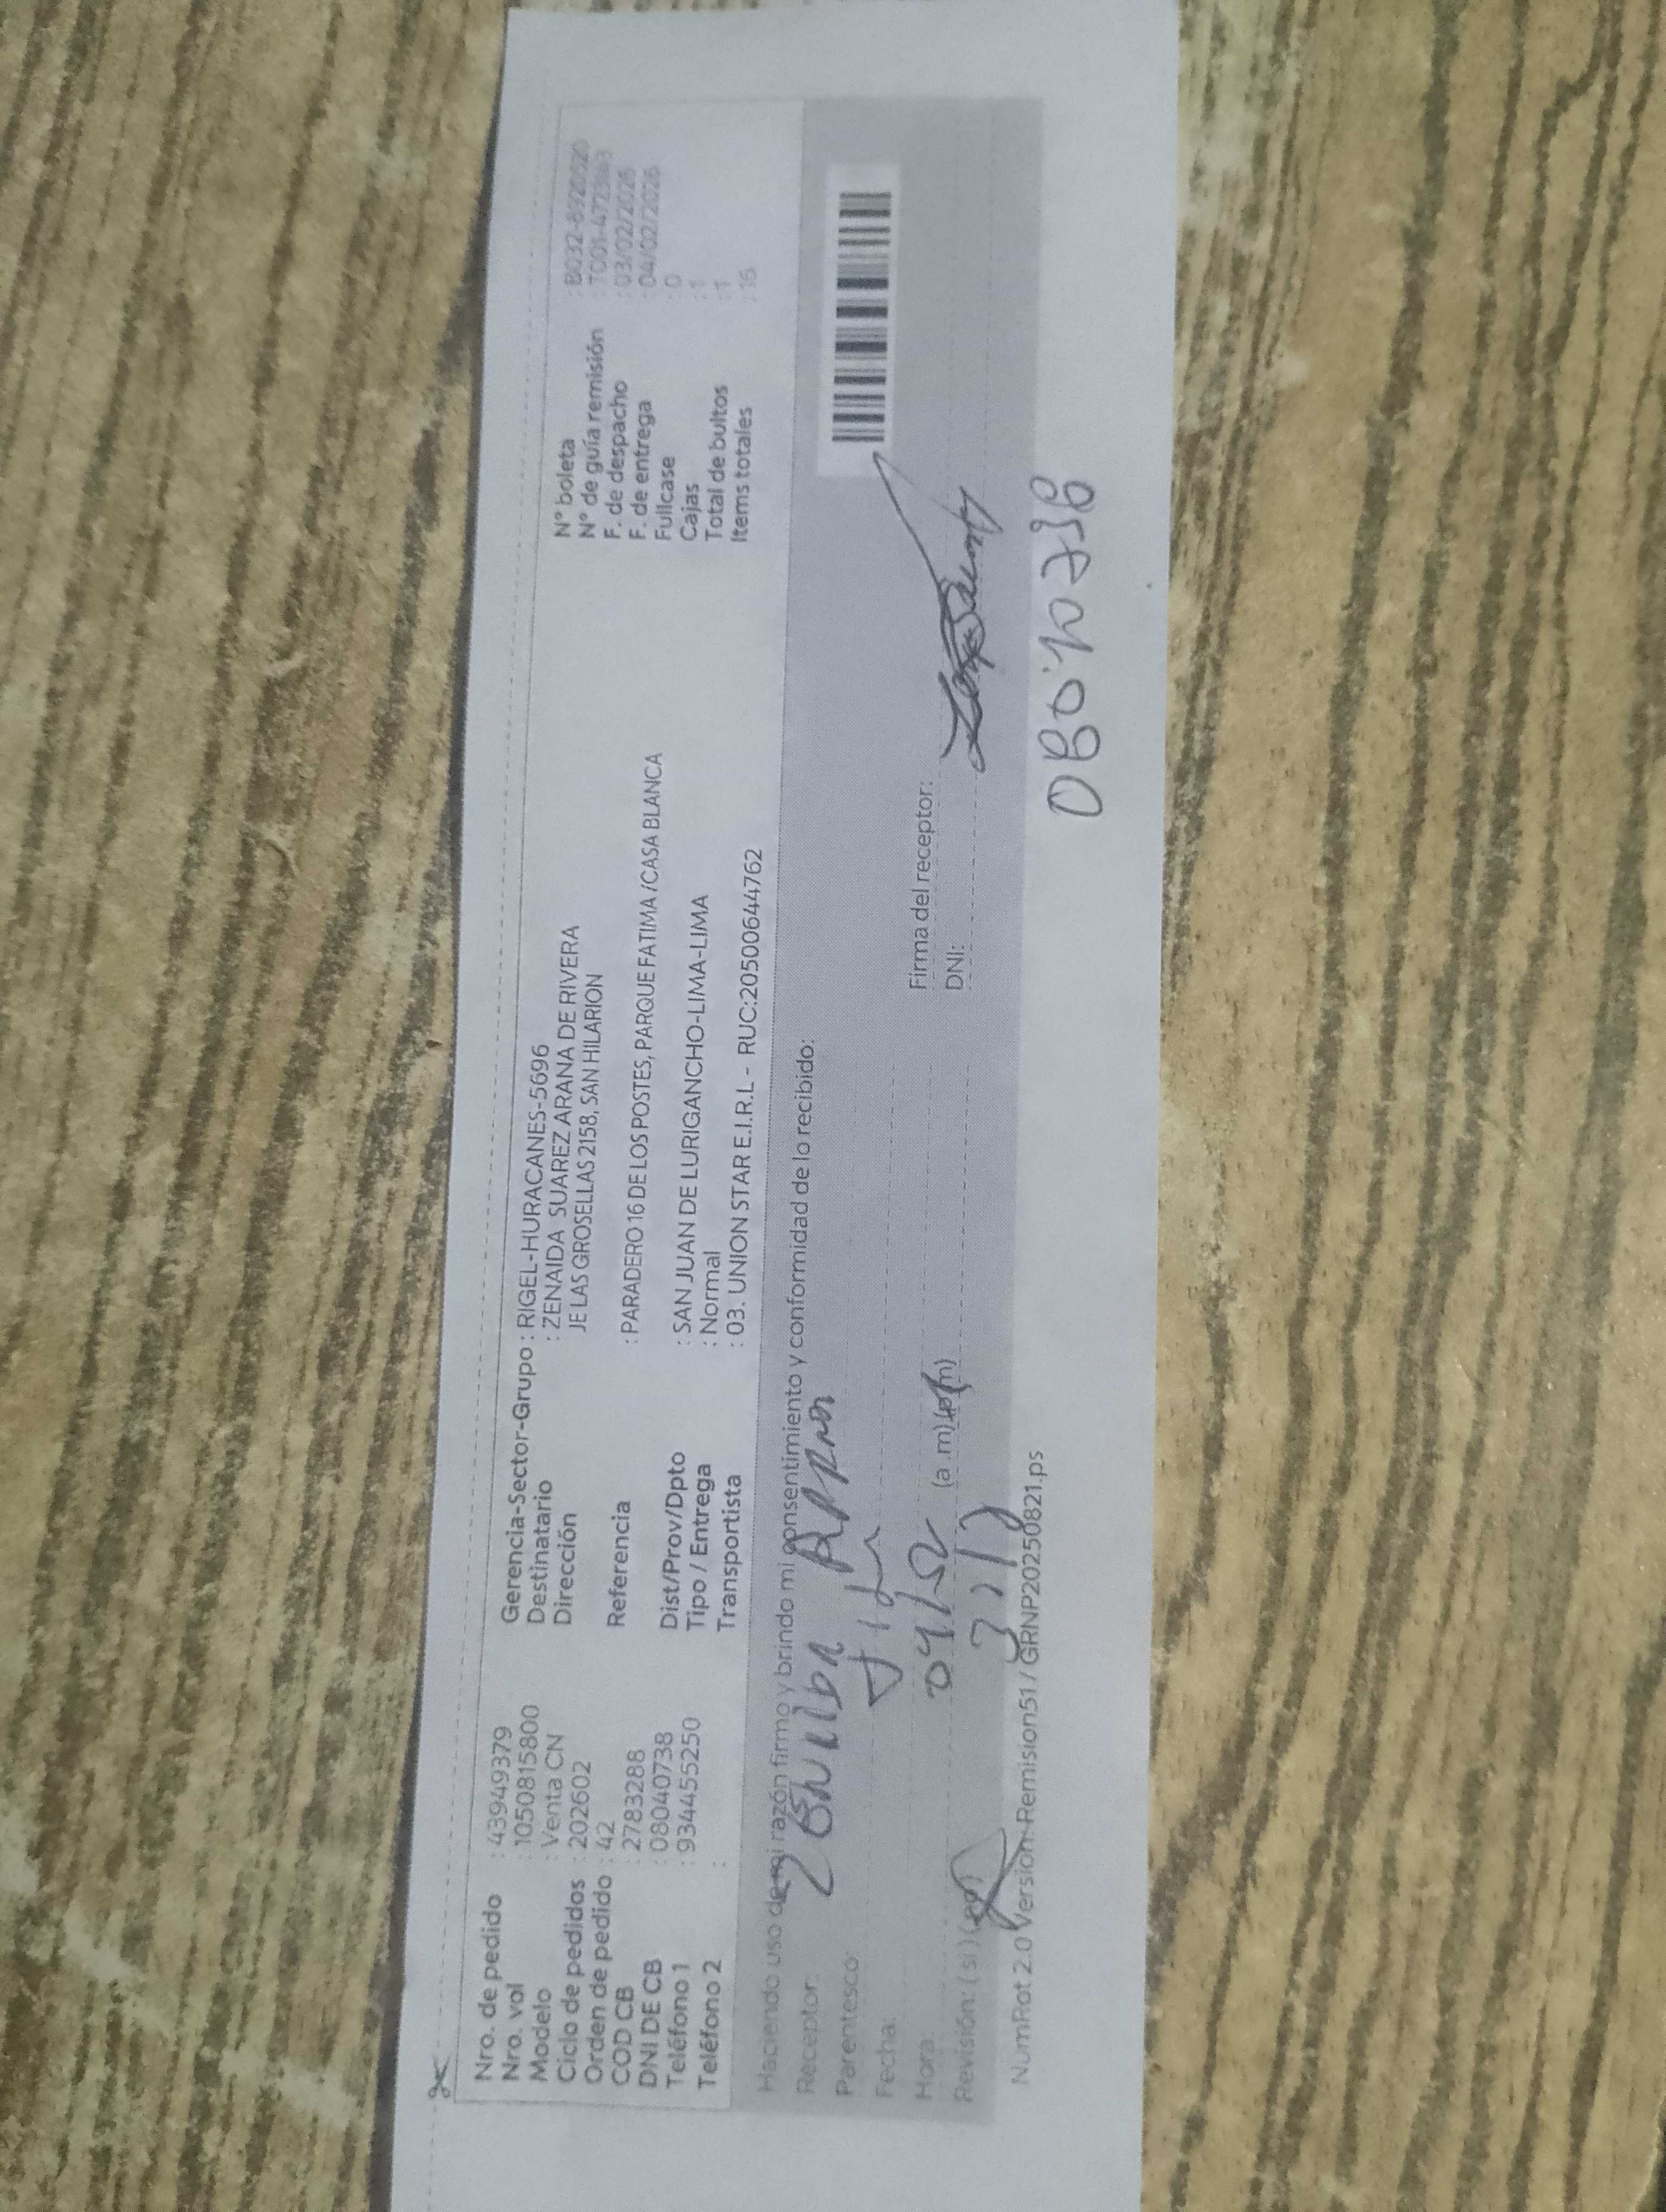 Nro. de pedido : 439949379
Nro. vol : 1050815800
Modelo : Venta CN
Ciclo de pedidos : 202602
Orden de pedido : 42
COD CB : 2783288
DNI DE CB : 08040738
Teléfono 1 : 934455250
Teléfono 2 :
Gerencia-Sector-Grupo : RIGEL-HURACANES-5696
Destinatario : ZENAIDA SUAREZ ARANA DE RIVERA
Dirección JE LAS GROSELLAS 2158, SAN HILARION
Referencia : PARADERO 16 DE LOS POSTES, PARQUE FATIMA /CASA BLANCA
Dist/Prov/Dpto : SAN JUAN DE LURIGANCHO-LIMA-LIMA
Tipo / Entrega : Normal
Transportista : 03. UNION STAR E.I.R.L - RUC:20500644762
N° boleta
N° de guía remisión
F. de despacho : 03/02/2026
F. de entrega : 04/02/2026
Fullcase : 0
Cajas : 1
Total de bultos : 1
Items totales : 16
Haciendo uso de mi razón firmo y brindo mi consentimiento y conformidad de lo recibido:
Receptor:
Parentesco:
Fecha:
Hora: (a .m) (p.m)
Revisión: (si) (no)
Firma del receptor:
DNI:
08040738
NumRot 2.0 Version: Remision51 / GRNP20250821.ps